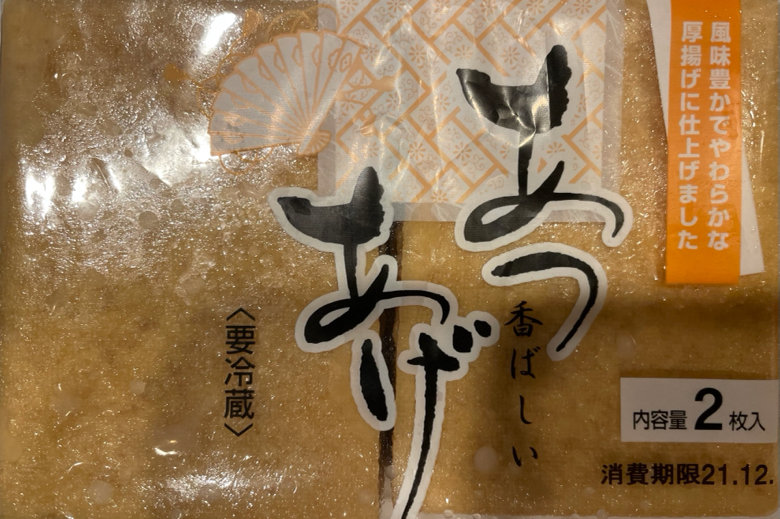 風味豊かでやわらかな
厚揚げに仕上げました
あつ
あげ
香ばしい
〈要冷蔵〉
内容量2枚入
消費期限21.12.